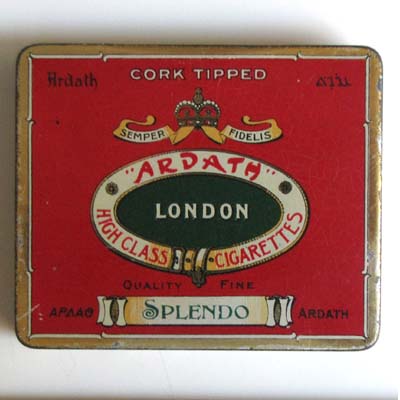 CORK TIPPED
Ardath
SEMPER FIDELIS
"ARDATH"
LONDON
HIGH CLASS CIGARETTES
QUALITY FINE
SPLENDO
ΑΡΔΑΘ
ARDATH